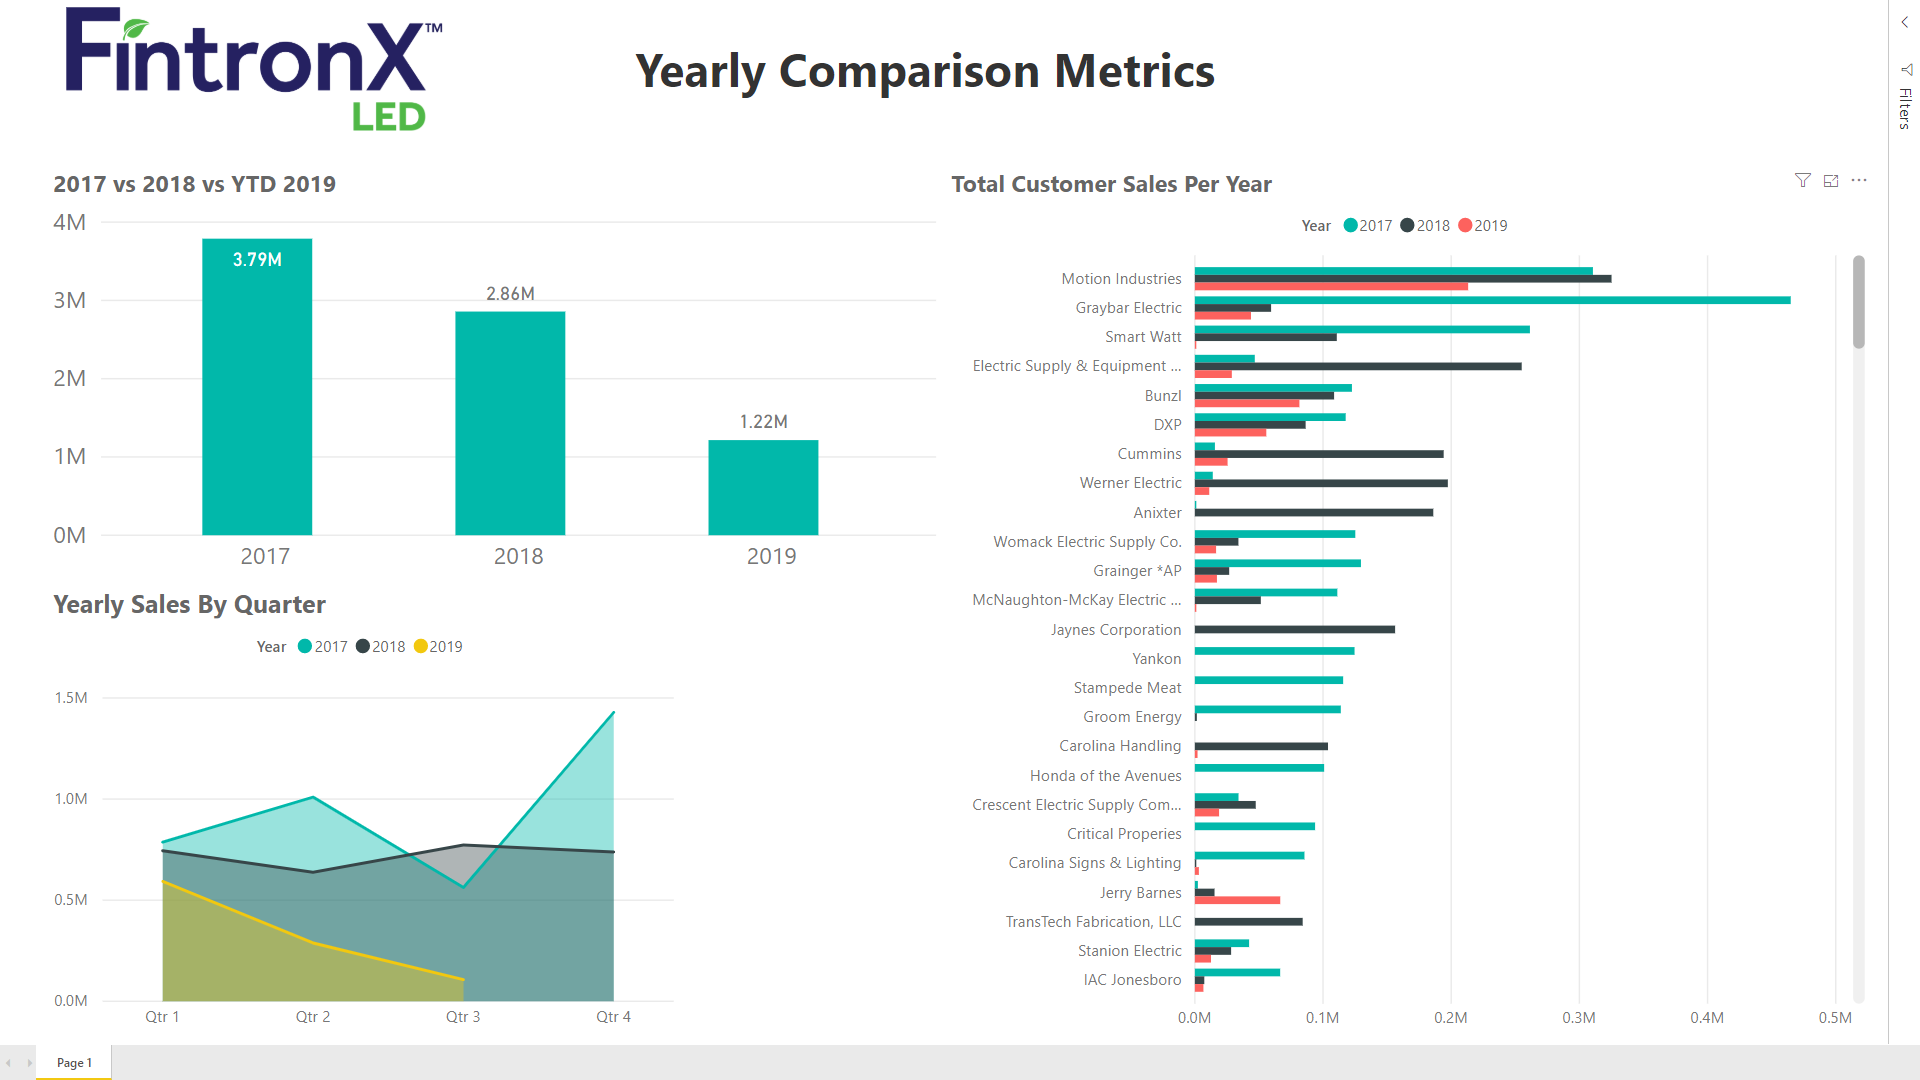 FintronX™
LED
Yearly Comparison Metrics
Filters
2017 vs 2018 vs YTD 2019
4M
3M
2M
1M
0M
3.79M
2.86M
1.22M
2017
2018
2019
Yearly Sales By Quarter
Year 2017 2018 2019
1.5M
1.0M
0.5M
0.0M
Qtr 1
Qtr 2
Qtr 3
Qtr 4
Total Customer Sales Per Year
Year 2017 2018 2019
Motion Industries
Graybar Electric
Smart Watt
Electric Supply & Equipment ...
Bunzl
DXP
Cummins
Werner Electric
Anixter
Womack Electric Supply Co.
Grainger *AP
McNaughton-McKay Electric ...
Jaynes Corporation
Yankon
Stampede Meat
Groom Energy
Carolina Handling
Honda of the Avenues
Crescent Electric Supply Com...
Critical Properies
Carolina Signs & Lighting
Jerry Barnes
TransTech Fabrication, LLC
Stanion Electric
IAC Jonesboro
0.0M
0.1M
0.2M
0.3M
0.4M
0.5M
Page 1